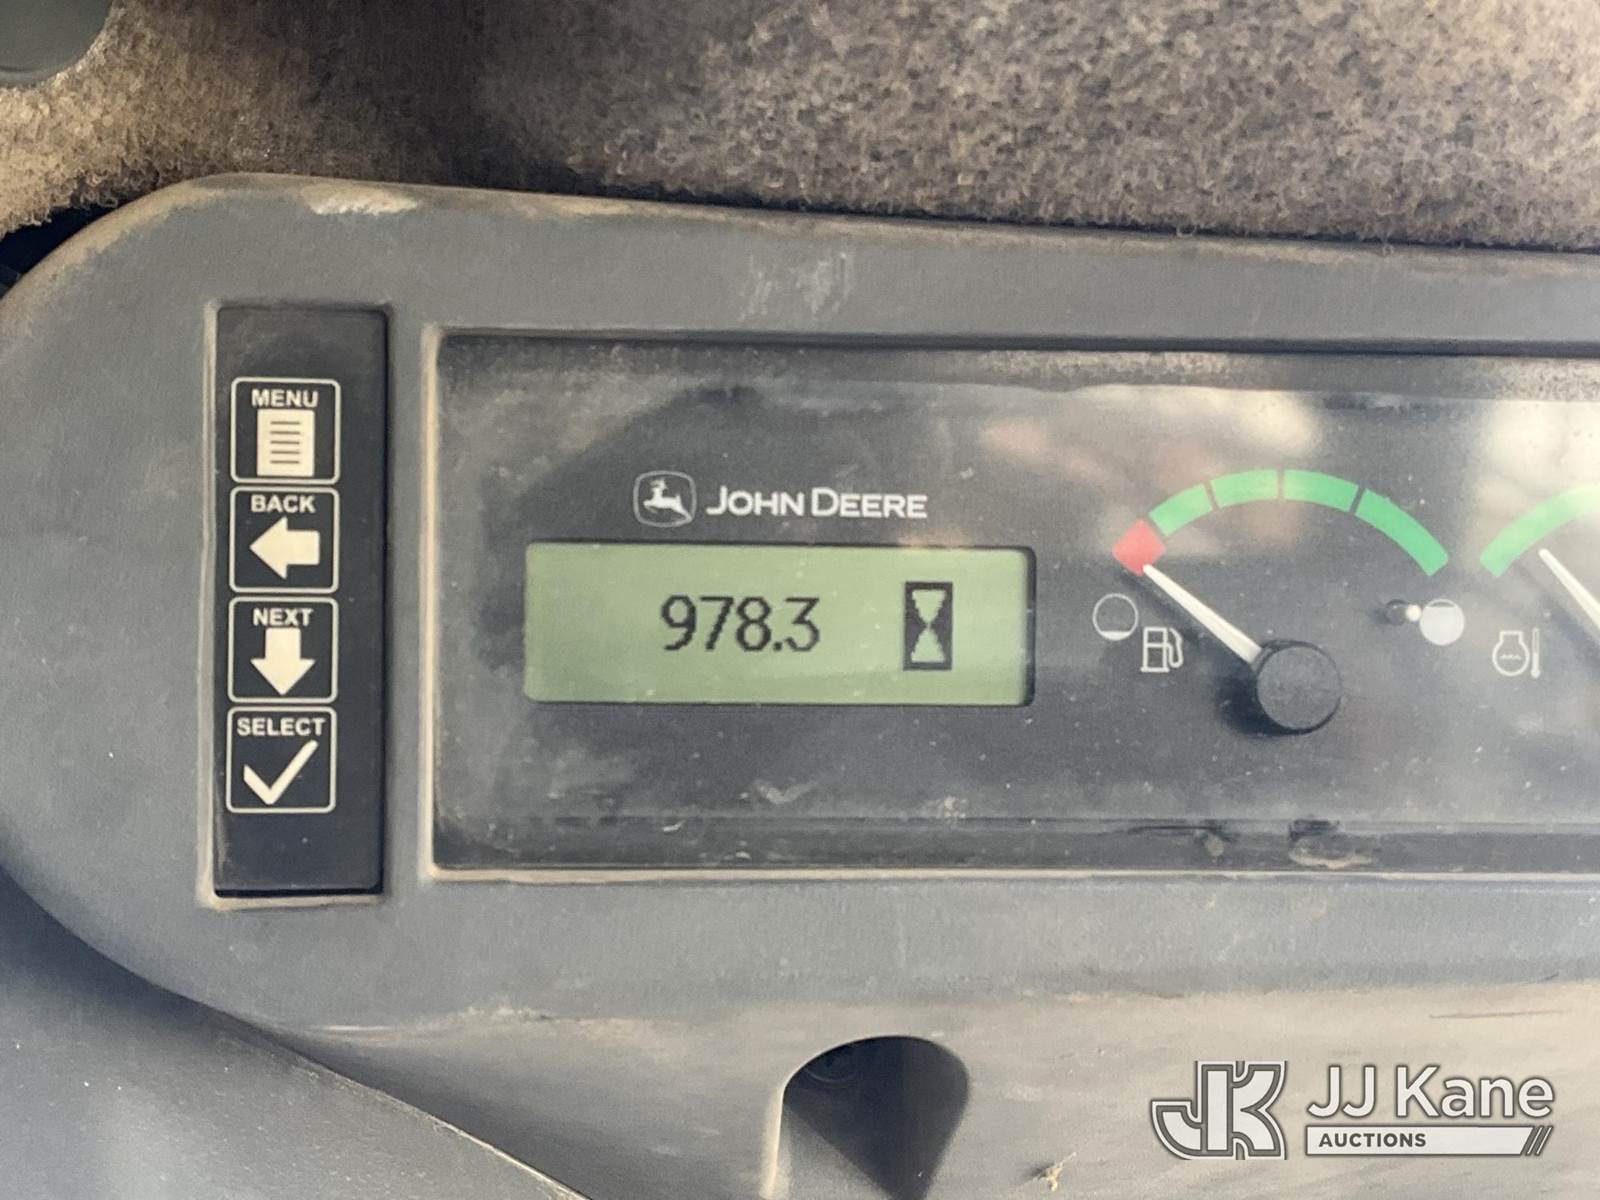 MENU
BACK
NEXT
SELECT
JOHN DEERE
978.3
JJ Kane
AUCTIONS